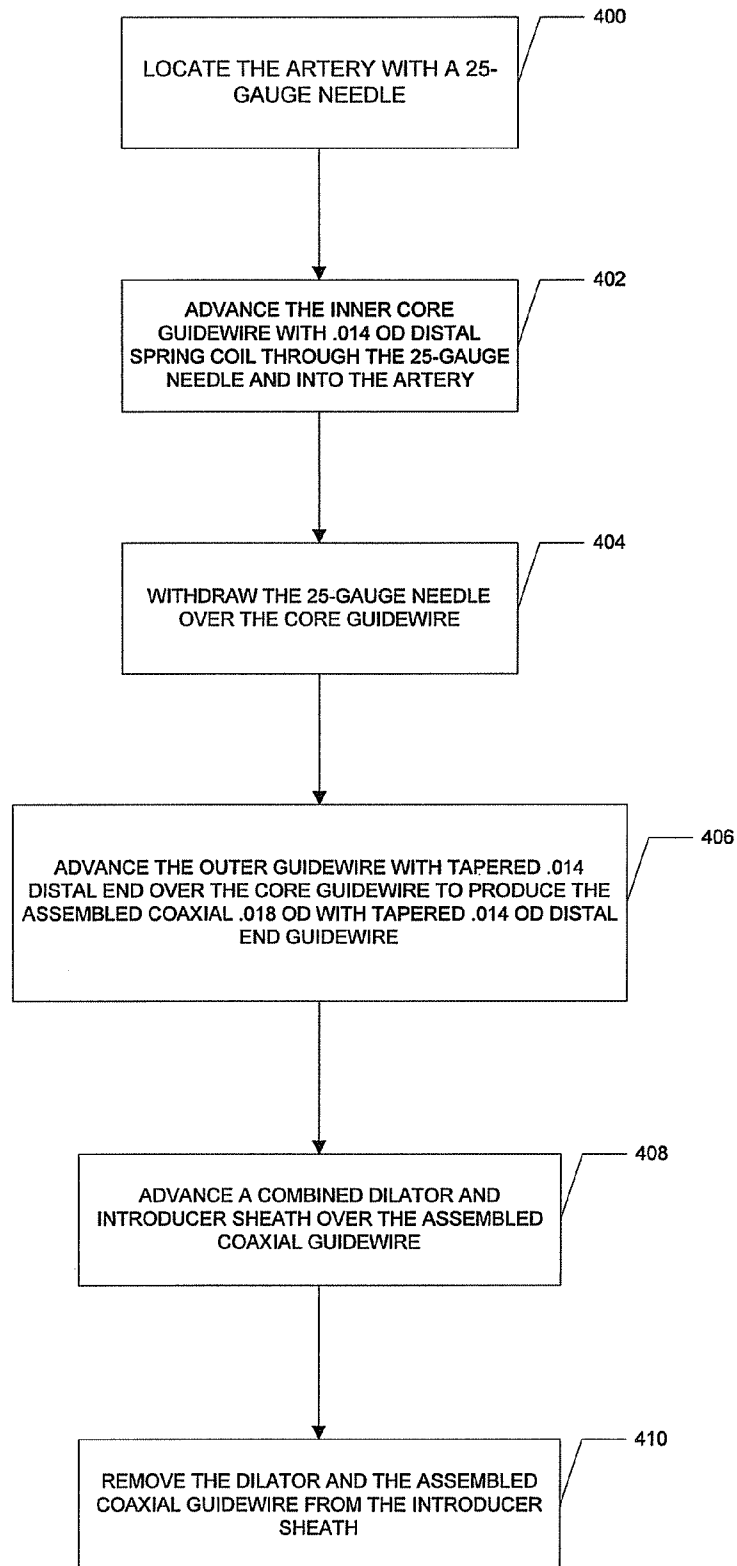 400
LOCATE THE ARTERY WITH A 25-
GAUGE NEEDLE
402
ADVANCE THE INNER CORE
GUIDEWIRE WITH .014 OD DISTAL
SPRING COIL THROUGH THE 25-GAUGE
NEEDLE AND INTO THE ARTERY
404
WITHDRAW THE 25-GAUGE NEEDLE
OVER THE CORE GUIDEWIRE
406
ADVANCE THE OUTER GUIDEWIRE WITH TAPERED .014
DISTAL END OVER THE CORE GUIDEWIRE TO PRODUCE THE
ASSEMBLED COAXIAL .018 OD WITH TAPERED .014 OD DISTAL
END GUIDEWIRE
408
ADVANCE A COMBINED DILATOR AND
INTRODUCER SHEATH OVER THE ASSEMBLED
COAXIAL GUIDEWIRE
410
REMOVE THE DILATOR AND THE ASSEMBLED
COAXIAL GUIDEWIRE FROM THE INTRODUCER
SHEATH